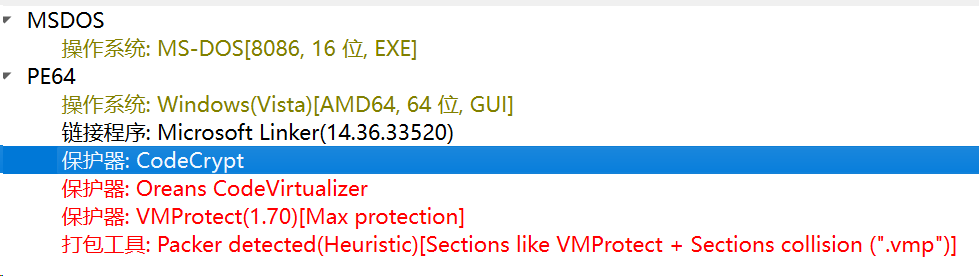 MSDOS
操作系统: MS-DOS[8086, 16 位, EXE]
PE64
操作系统: Windows(Vista)[AMD64, 64 位, GUI]
链接程序: Microsoft Linker(14.36.33520)
保护器: CodeCrypt
保护器: Oreans CodeVirtualizer
保护器: VMProtect(1.70)[Max protection]
打包工具: Packer detected(Heuristic)[Sections like VMProtect + Sections collision (".vmp")]